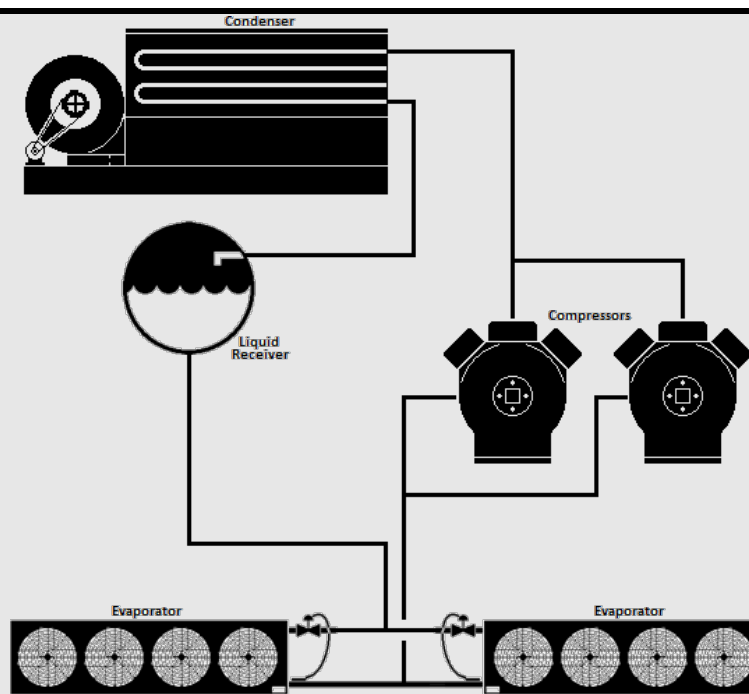 Condenser
Compressors
Liquid
Receiver
Evaporator
Evaporator